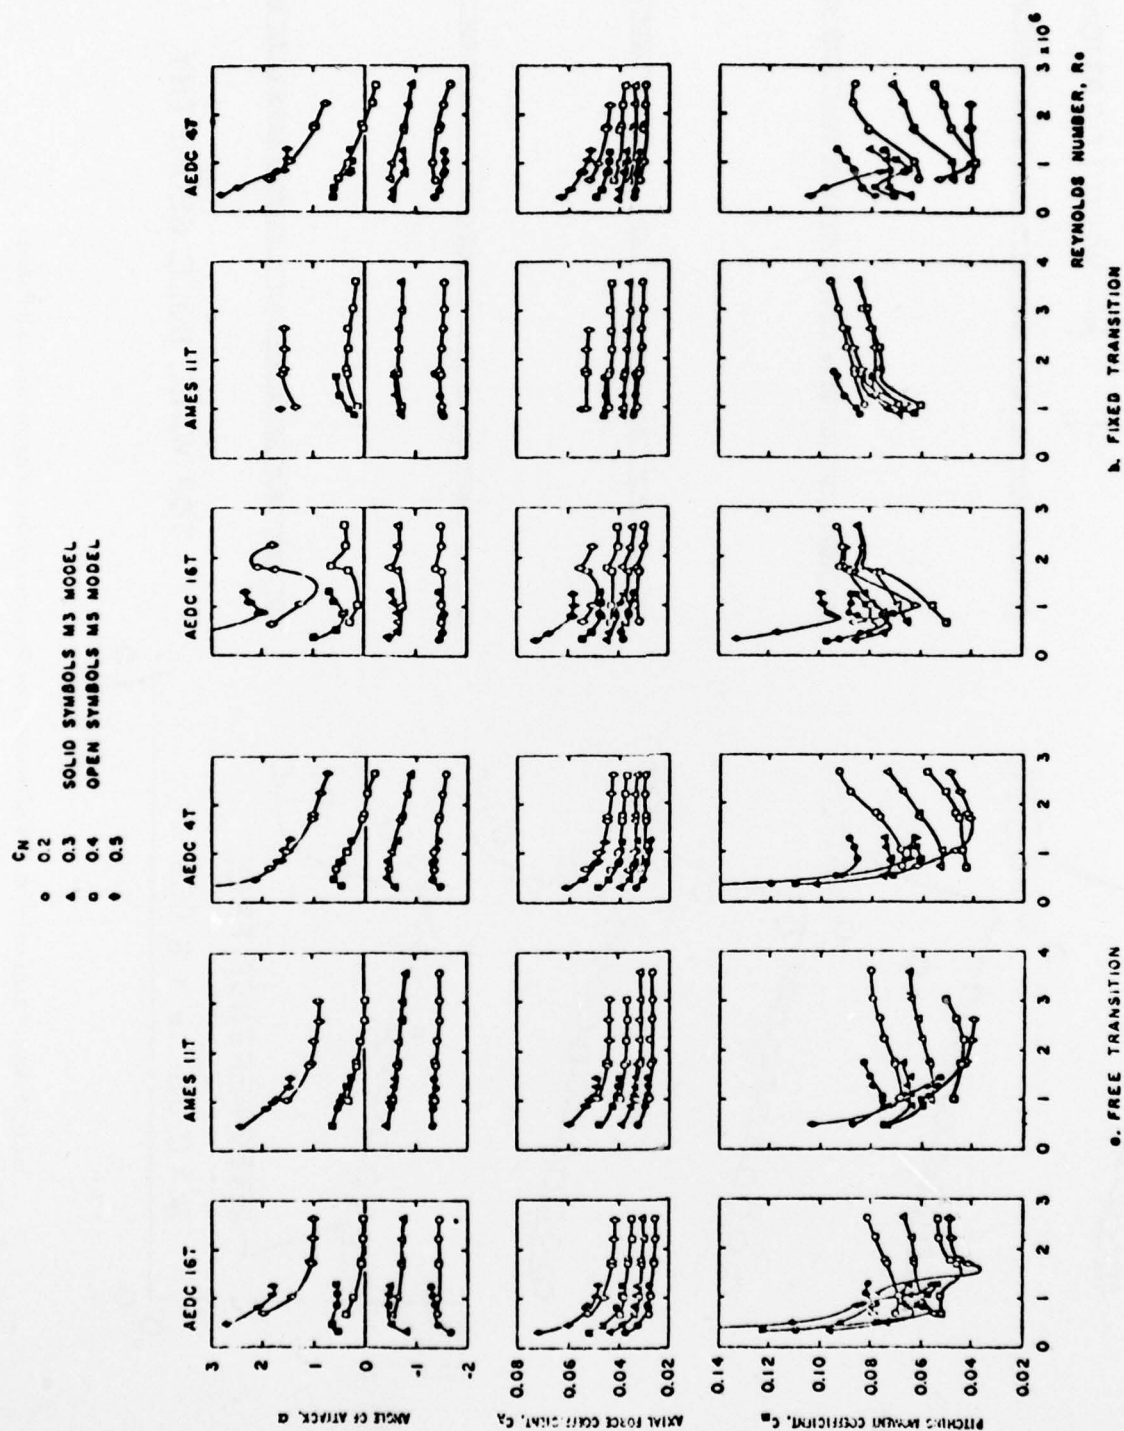 C_N
○ 0.2
△ 0.3 SOLID SYMBOLS M3 MODEL
□ 0.4 OPEN SYMBOLS M5 MODEL
◇ 0.5
AEDC 16T
AMES 11T
AEDC 4T
AEDC 16T
AMES 11T
AEDC 4T
3
2
1
0
-1
-2
ANGLE OF ATTACK, α
0.08
0.06
0.04
0.02
AXIAL FORCE COEFFICIENT, C_A
0.14
0.12
0.10
0.08
0.06
0.04
0.02
PITCHING MOMENT COEFFICIENT, C_m
0 1 2 3
0 1 2 3 4
0 1 2 3
0 1 2 3
0 1 2 3 4
0 1 2 3 x 10^6
REYNOLDS NUMBER, Re
a. FREE TRANSITION
b. FIXED TRANSITION